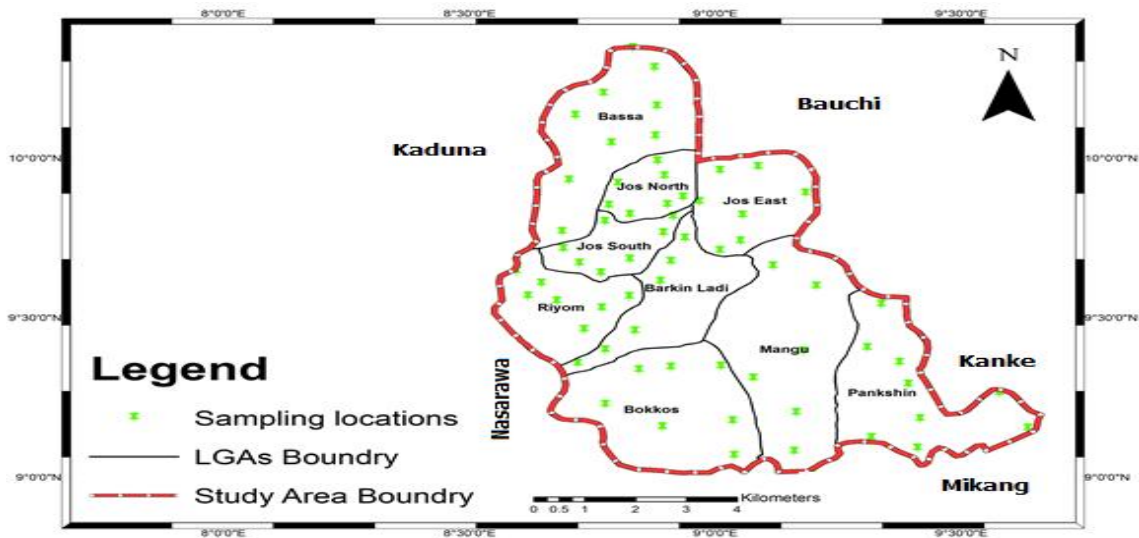 8°0'0"E 8°30'0"E 9°0'0"E 9°30'0"E
N
Bauchi
Bassa
Kaduna
10°0'0"N 10°0'0"N
Jos North
Jos East
Jos South
Barkin Ladi
Riyom
9°30'0"N 9°30'0"N
Mangu
Kanke
Legend
Pankshin
Nasarawa
Sampling locations
Bokkos
LGAs Boundry
9°0'0"N 9°0'0"N
Mikang
Study Area Boundry
Kilometers
0 0.5 1 2 3 4
8°0'0"E 8°30'0"E 9°0'0"E 9°30'0"E